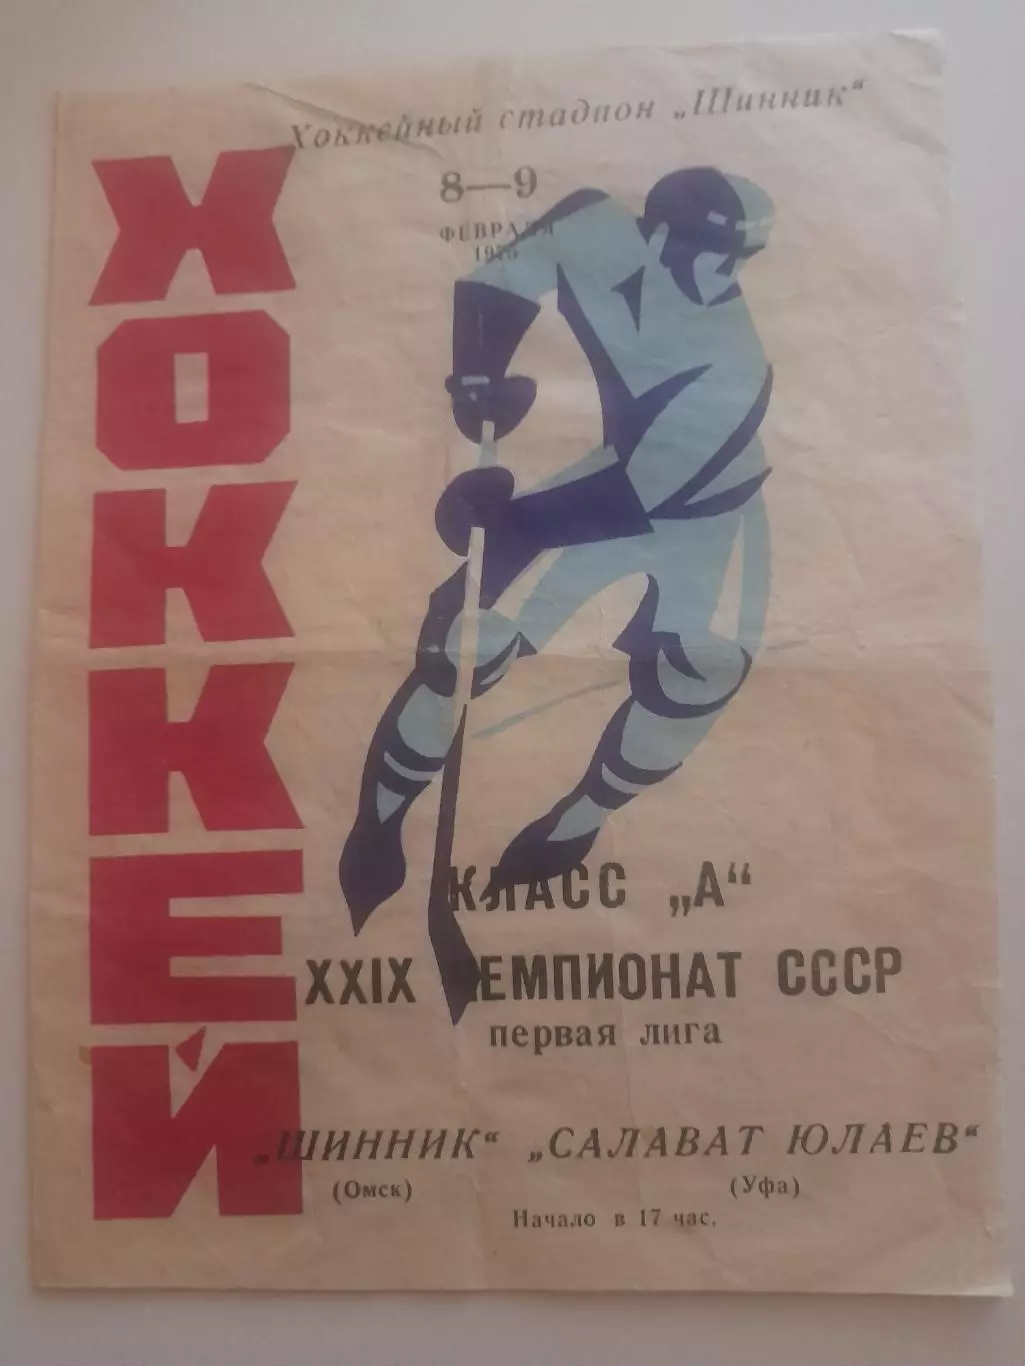 Хоккейный стадион „Шинник“
8—9
ФЕВРАЛЯ
ХОККЕЙ
КЛАСС „А“
XXIX ЧЕМПИОНАТ СССР
первая лига
„ШИННИК“ „САЛАВАТ ЮЛАЕВ“
(Омск) (Уфа)
Начало в 17 час.